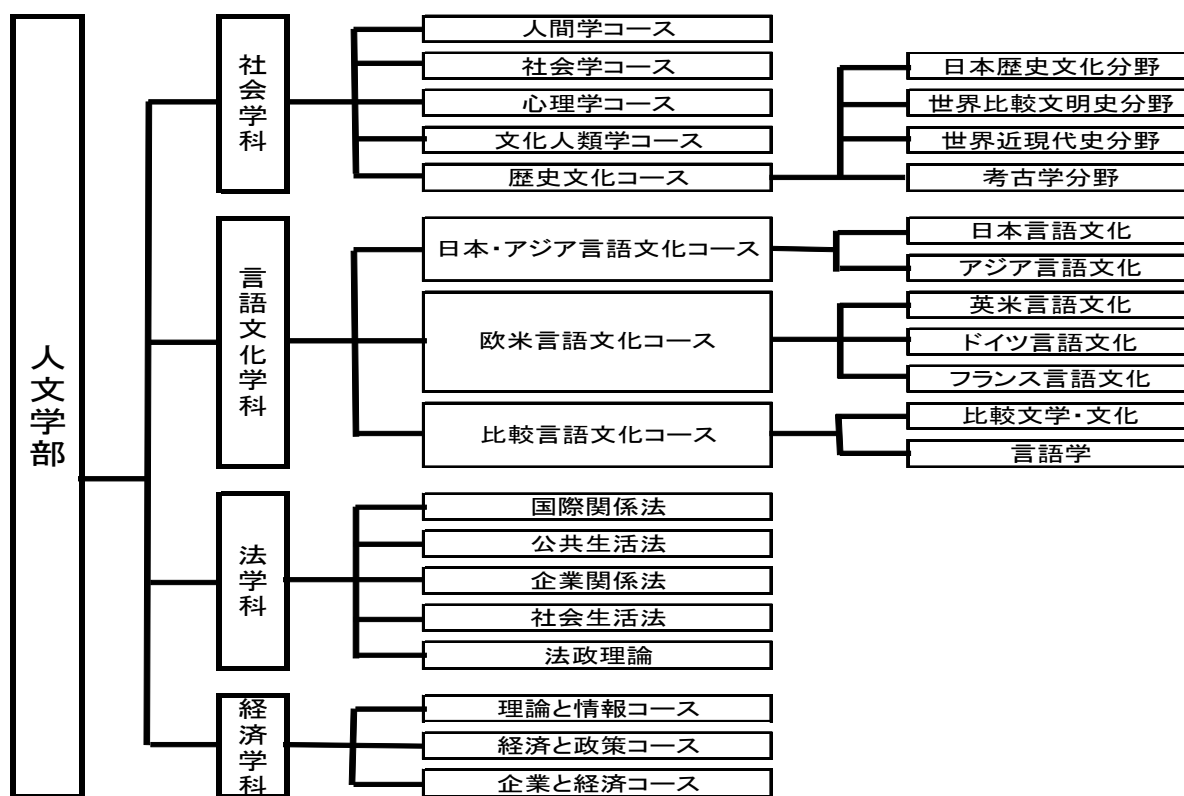 人文学部
社会学科
人間学コース
社会学コース
心理学コース
文化人類学コース
歴史文化コース
日本歴史文化分野
世界比較文明史分野
世界近現代史分野
考古学分野
言語文化学科
日本・アジア言語文化コース
日本言語文化
アジア言語文化
欧米言語文化コース
英米言語文化
ドイツ言語文化
フランス言語文化
比較言語文化コース
比較文学・文化
言語学
法学科
国際関係法
公共生活法
企業関係法
社会生活法
法政理論
経済学科
理論と情報コース
経済と政策コース
企業と経済コース